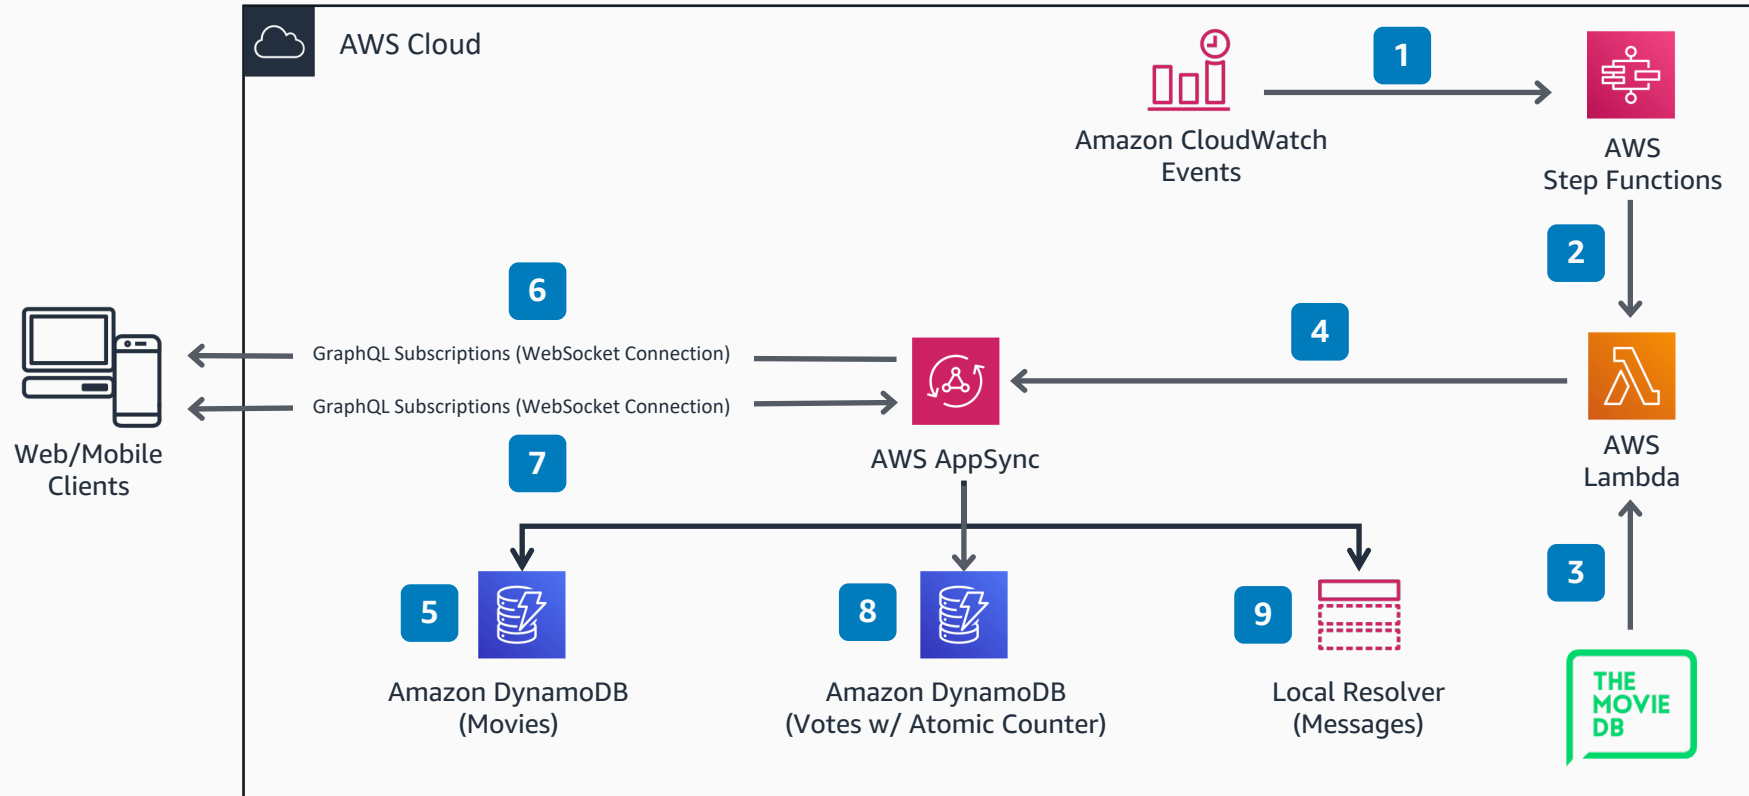 AWS Cloud
1
Amazon CloudWatch
Events
AWS
Step Functions
2
6
4
GraphQL Subscriptions (WebSocket Connection)
GraphQL Subscriptions (WebSocket Connection)
7
Web/Mobile
Clients
AWS AppSync
AWS
Lambda
3
5
8
9
Amazon DynamoDB
(Movies)
Amazon DynamoDB
(Votes w/ Atomic Counter)
Local Resolver
(Messages)
THE
MOVIE
DB